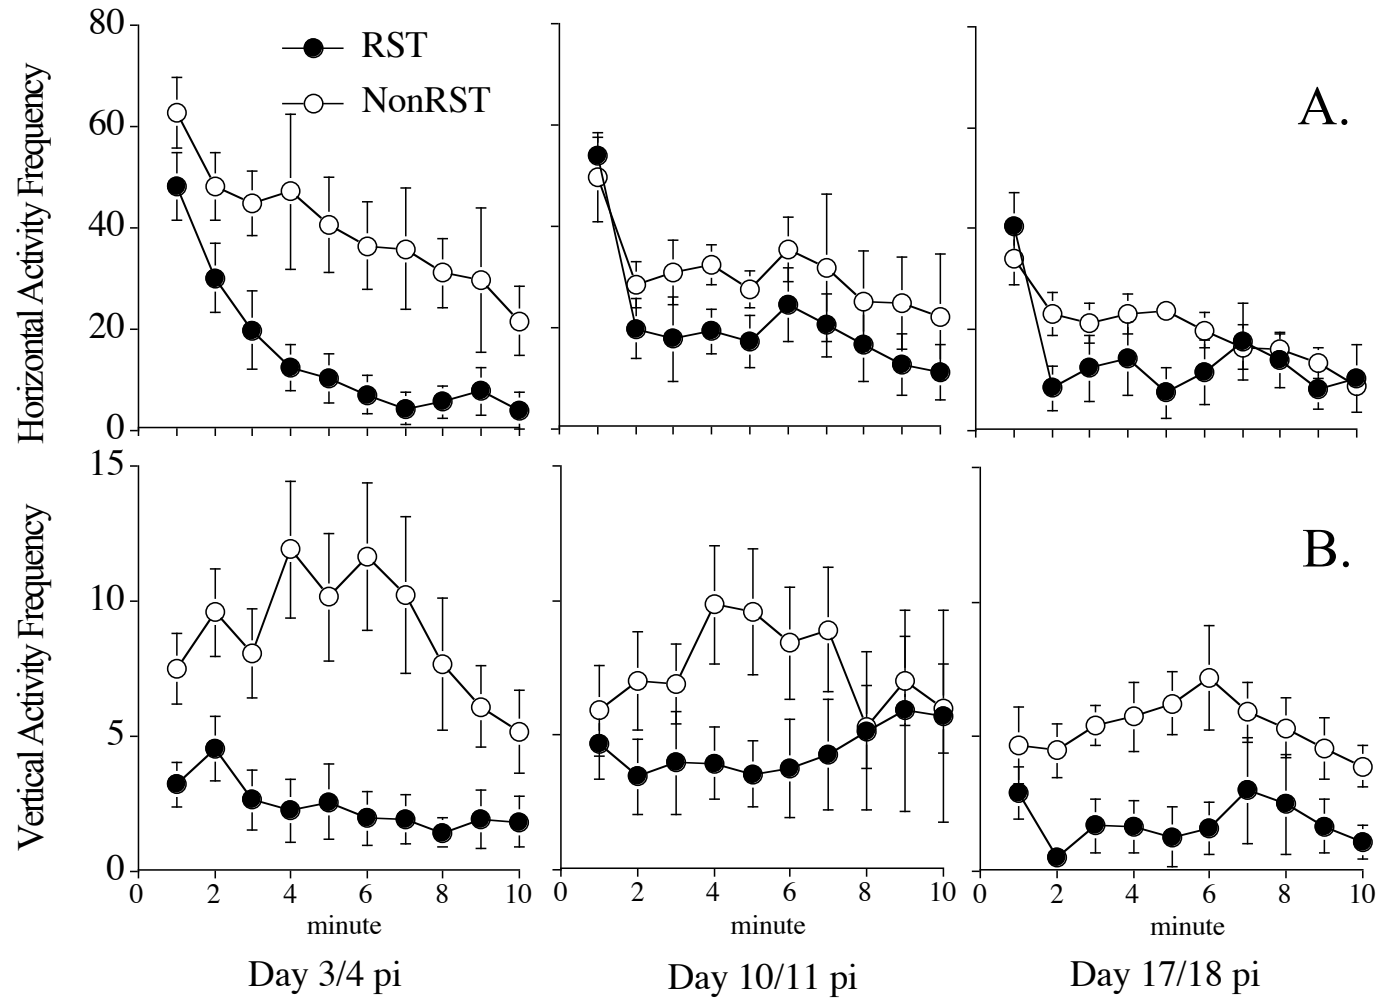 Horizontal Activity Frequency
80
60
40
20
0
RST
NonRST
A.
Vertical Activity Frequency
15
10
5
0
B.
0 2 4 6 8 10
0 2 4 6 8 10
0 2 4 6 8 10
minute
minute
minute
Day 3/4 pi
Day 10/11 pi
Day 17/18 pi